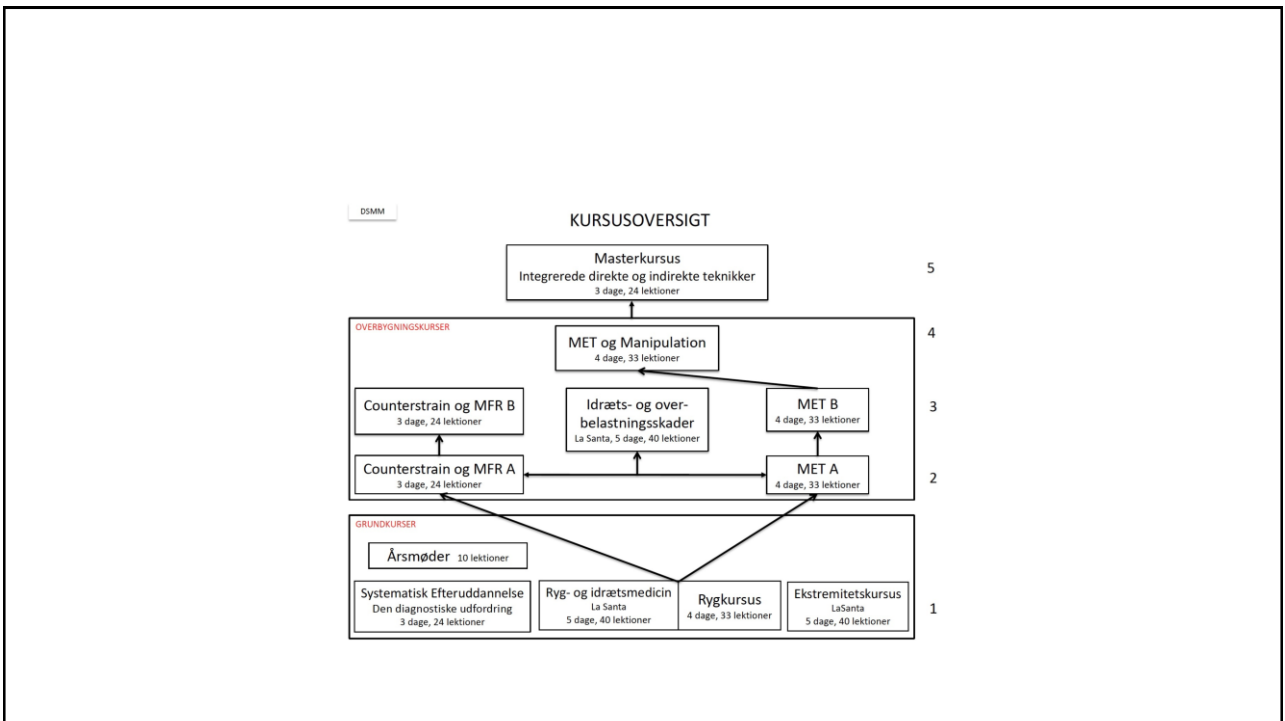 DSMM
KURSUSOVERSIGT
Masterkursus
Integrerede direkte og indirekte teknikker
3 dage, 24 lektioner
5
OVERBYGNINGSKURSER
4
MET og Manipulation
4 dage, 33 lektioner
Counterstrain og MFR B
3 dage, 24 lektioner
Idræts- og over-
belastningsskader
La Santa, 5 dage, 40 lektioner
MET B
4 dage, 33 lektioner
3
Counterstrain og MFR A
3 dage, 24 lektioner
MET A
4 dage, 33 lektioner
2
GRUNDKURSER
Årsmøder 10 lektioner
Systematisk Efteruddannelse
Den diagnostiske udfordring
3 dage, 24 lektioner
Ryg- og idrætsmedicin
La Santa
5 dage, 40 lektioner
Rygkursus
4 dage, 33 lektioner
Ekstremitetskursus
LaSanta
5 dage, 40 lektioner
1